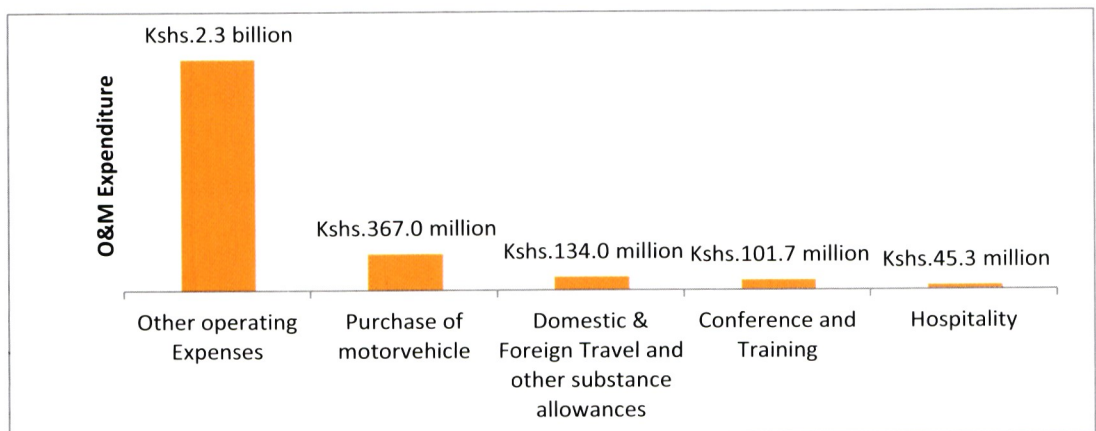 Kshs.2.3 billion
O&M Expenditure
Kshs.367.0 million
Kshs.134.0 million
Kshs.101.7 million
Kshs.45.3 million
Other operating
Expenses
Purchase of
motorvehicle
Domestic &
Foreign Travel and
other substance
allowances
Conference and
Training
Hospitality